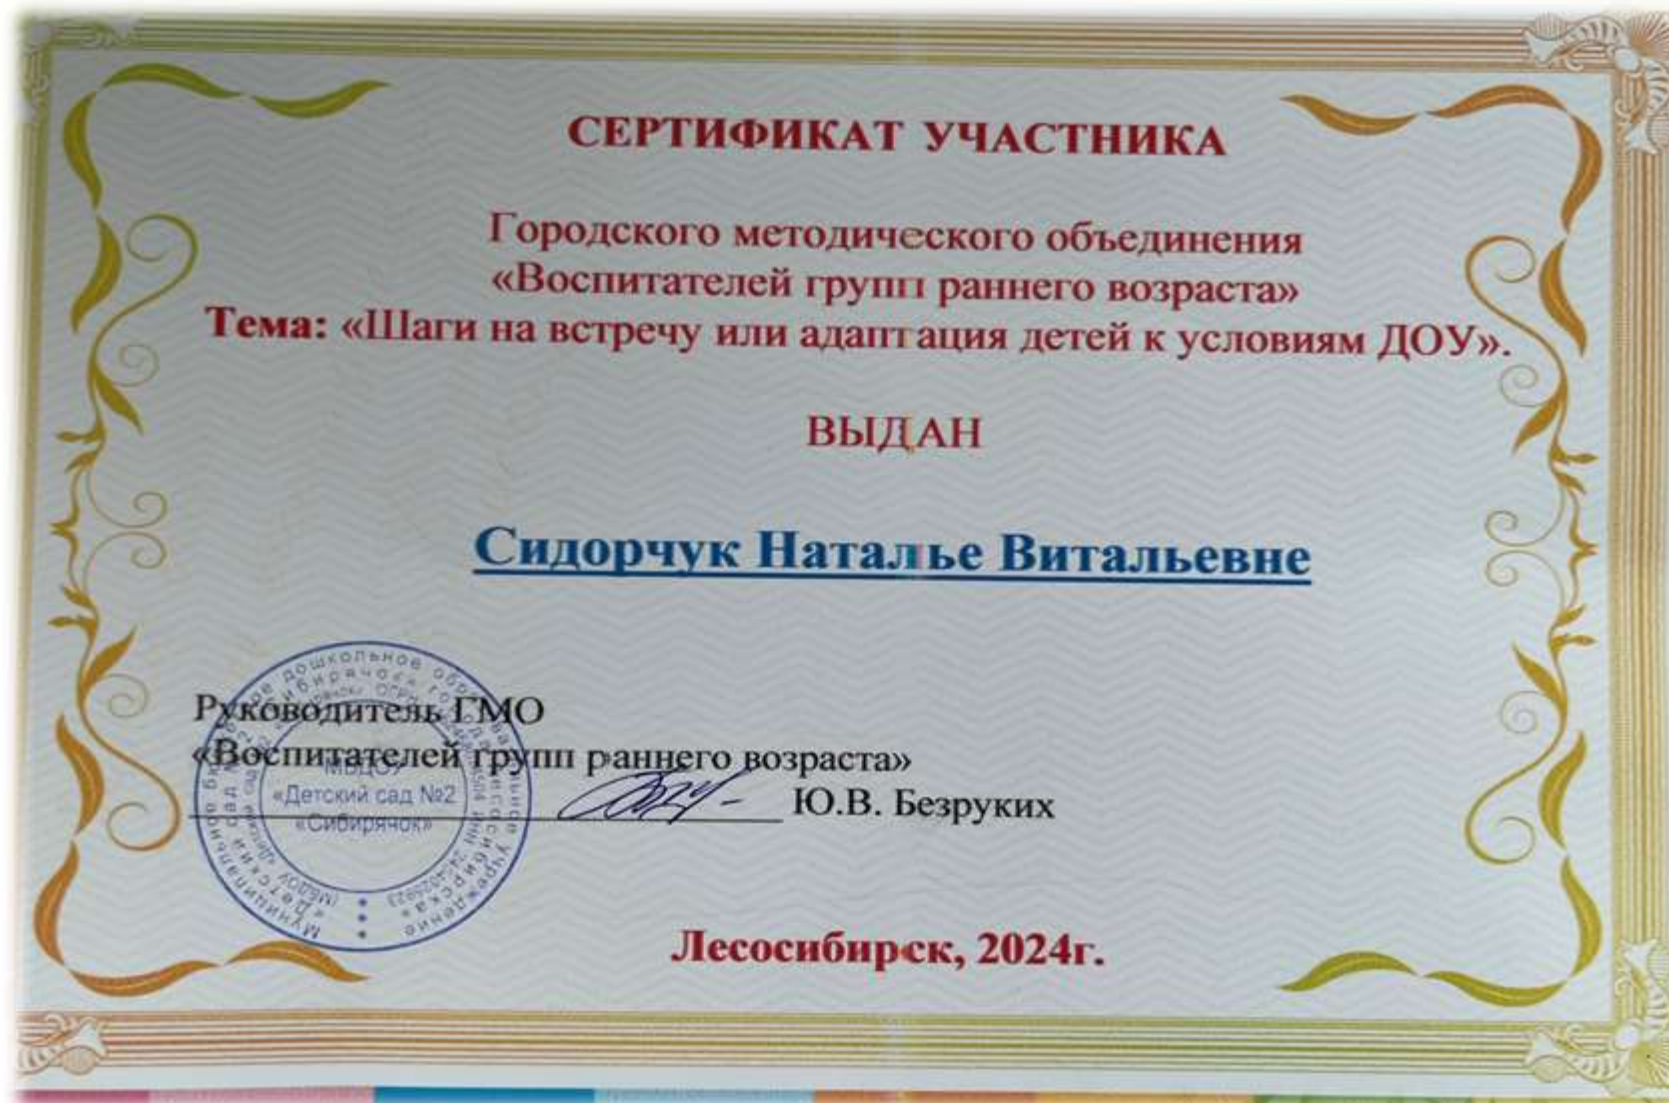 СЕРТИФИКАТ УЧАСТНИКА
Городского методического объединения
«Воспитателей групп раннего возраста»
Тема: «Шаги на встречу или адаптация детей к условиям ДОУ».
ВЫДАН
Сидорчук Наталье Витальевне
Руководитель ГМО
«Воспитателей групп раннего возраста»
Ю.В. Безруких
МБДОУ
«Детский сад №2
«Сибирячок»
Лесосибирск, 2024г.